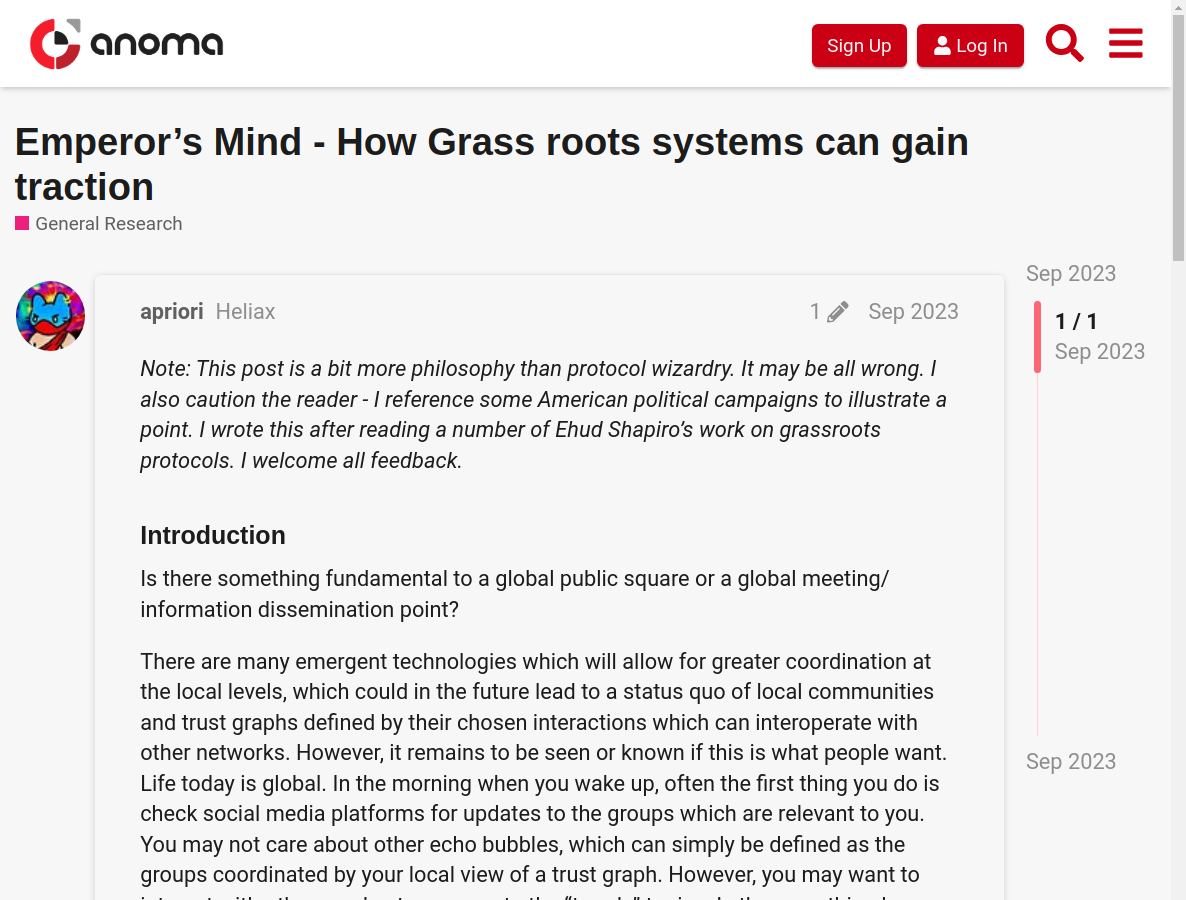 anoma
Sign Up
Log In
Emperor’s Mind - How Grass roots systems can gain
traction
General Research
Sep 2023
apriori Heliax
1
Sep 2023
1 / 1
Sep 2023
Note: This post is a bit more philosophy than protocol wizardry. It may be all wrong. I
also caution the reader - I reference some American political campaigns to illustrate a
point. I wrote this after reading a number of Ehud Shapiro’s work on grassroots
protocols. I welcome all feedback.
Introduction
Is there something fundamental to a global public square or a global meeting/
information dissemination point?
There are many emergent technologies which will allow for greater coordination at
the local levels, which could in the future lead to a status quo of local communities
and trust graphs defined by their chosen interactions which can interoperate with
other networks. However, it remains to be seen or known if this is what people want.
Life today is global. In the morning when you wake up, often the first thing you do is
check social media platforms for updates to the groups which are relevant to you.
You may not care about other echo bubbles, which can simply be defined as the
groups coordinated by your local view of a trust graph. However, you may want to
Sep 2023